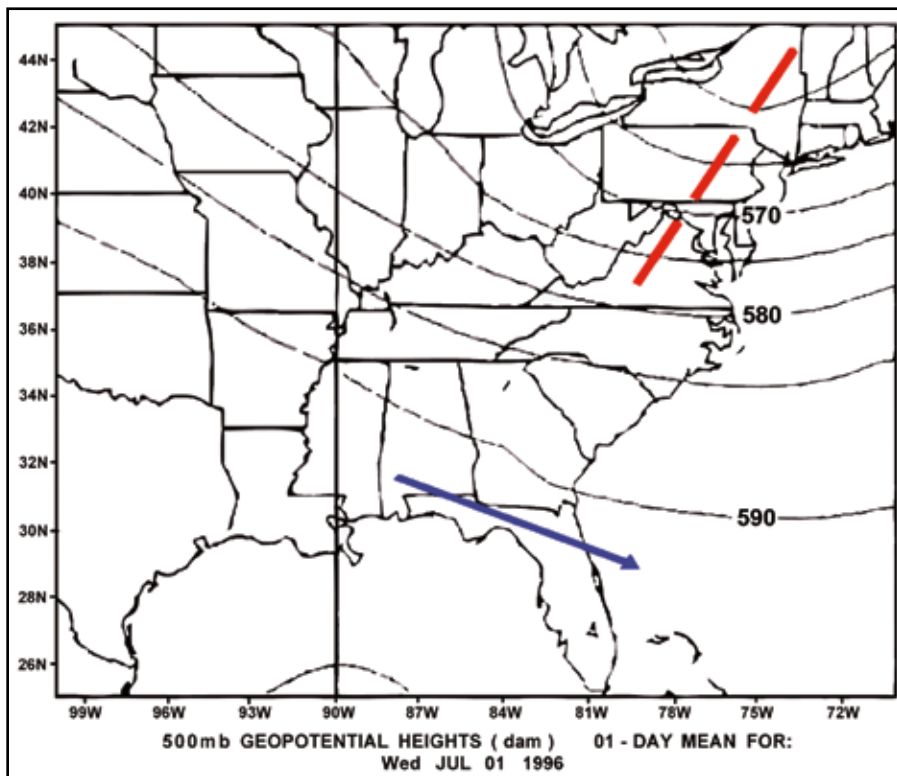 44N
42N
40N
38N
36N
34N
32N
30N
28N
26N
570
580
590
99W 96W 93W 90W 87W 84W 81W 78W 75W 72W
500mb GEOPOTENTIAL HEIGHTS ( dam ) 01 - DAY MEAN FOR:
Wed JUL 01 1996